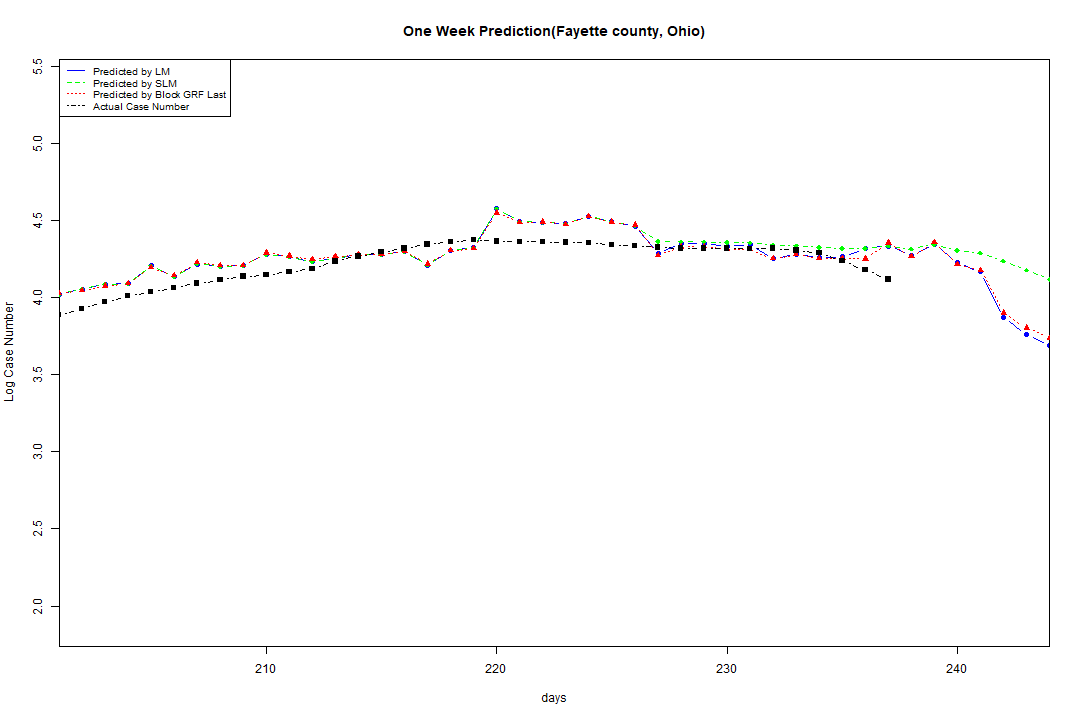 One Week Prediction(Fayette county, Ohio)
Predicted by LM
Predicted by SLM
Predicted by Block GRF Last
Actual Case Number
5.5
5.0
4.5
4.0
3.5
3.0
2.5
2.0
Log Case Number
210
220
230
240
days